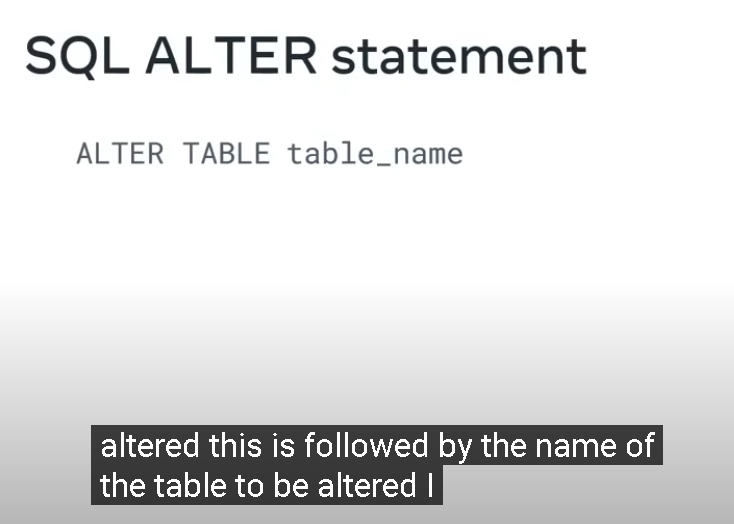 SQL ALTER statement
ALTER TABLE table_name
altered this is followed by the name of
the table to be altered I